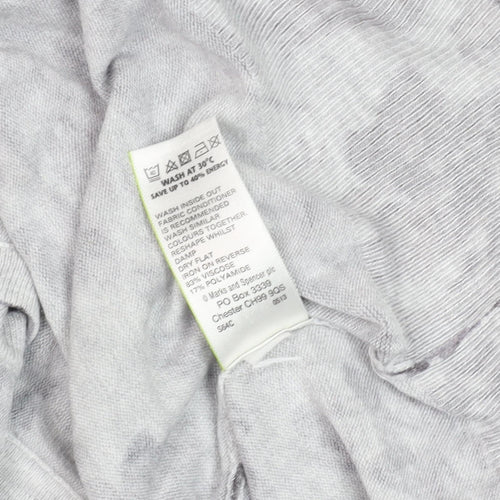 WASH AT 30°C
SAVE UP TO 40% ENERGY
WASH INSIDE OUT
FABRIC CONDITIONER
IS RECOMMENDED
WASH SIMILAR
COLOURS TOGETHER.
RESHAPE WHILST
DAMP
DRY FLAT
IRON ON REVERSE
83% VISCOSE
17% POLYAMIDE
© Marks and Spencer plc
PO Box 3339
Chester CH99 9QS
S64C 0513